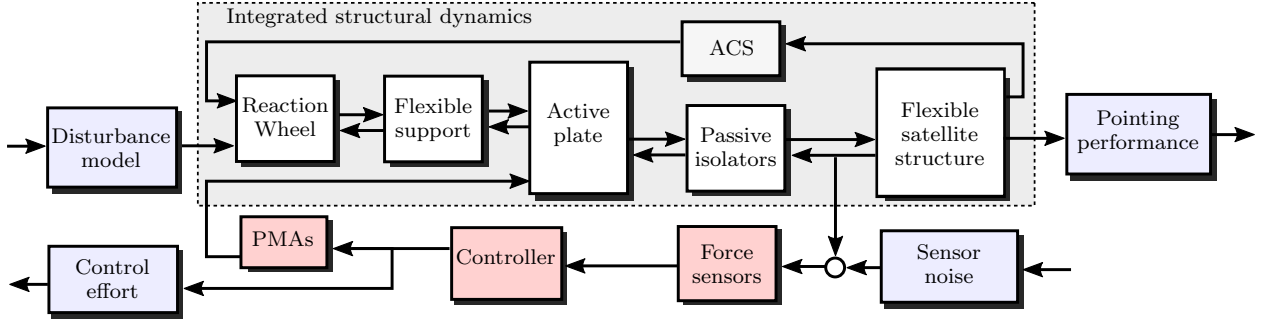 Integrated structural dynamics
ACS
Reaction
Wheel
Flexible
support
Active
plate
Passive
isolators
Flexible
satellite
structure
Disturbance
model
Pointing
performance
PMAs
Controller
Force
sensors
Sensor
noise
Control
effort